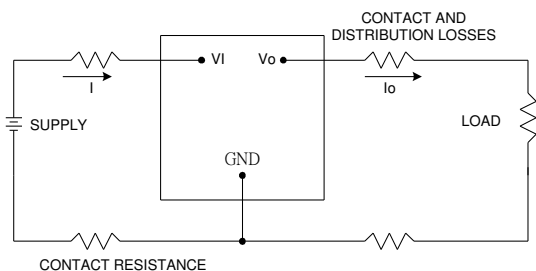 CONTACT AND
DISTRIBUTION LOSSES
VI
Vo
I
Io
SUPPLY
LOAD
GND
CONTACT RESISTANCE